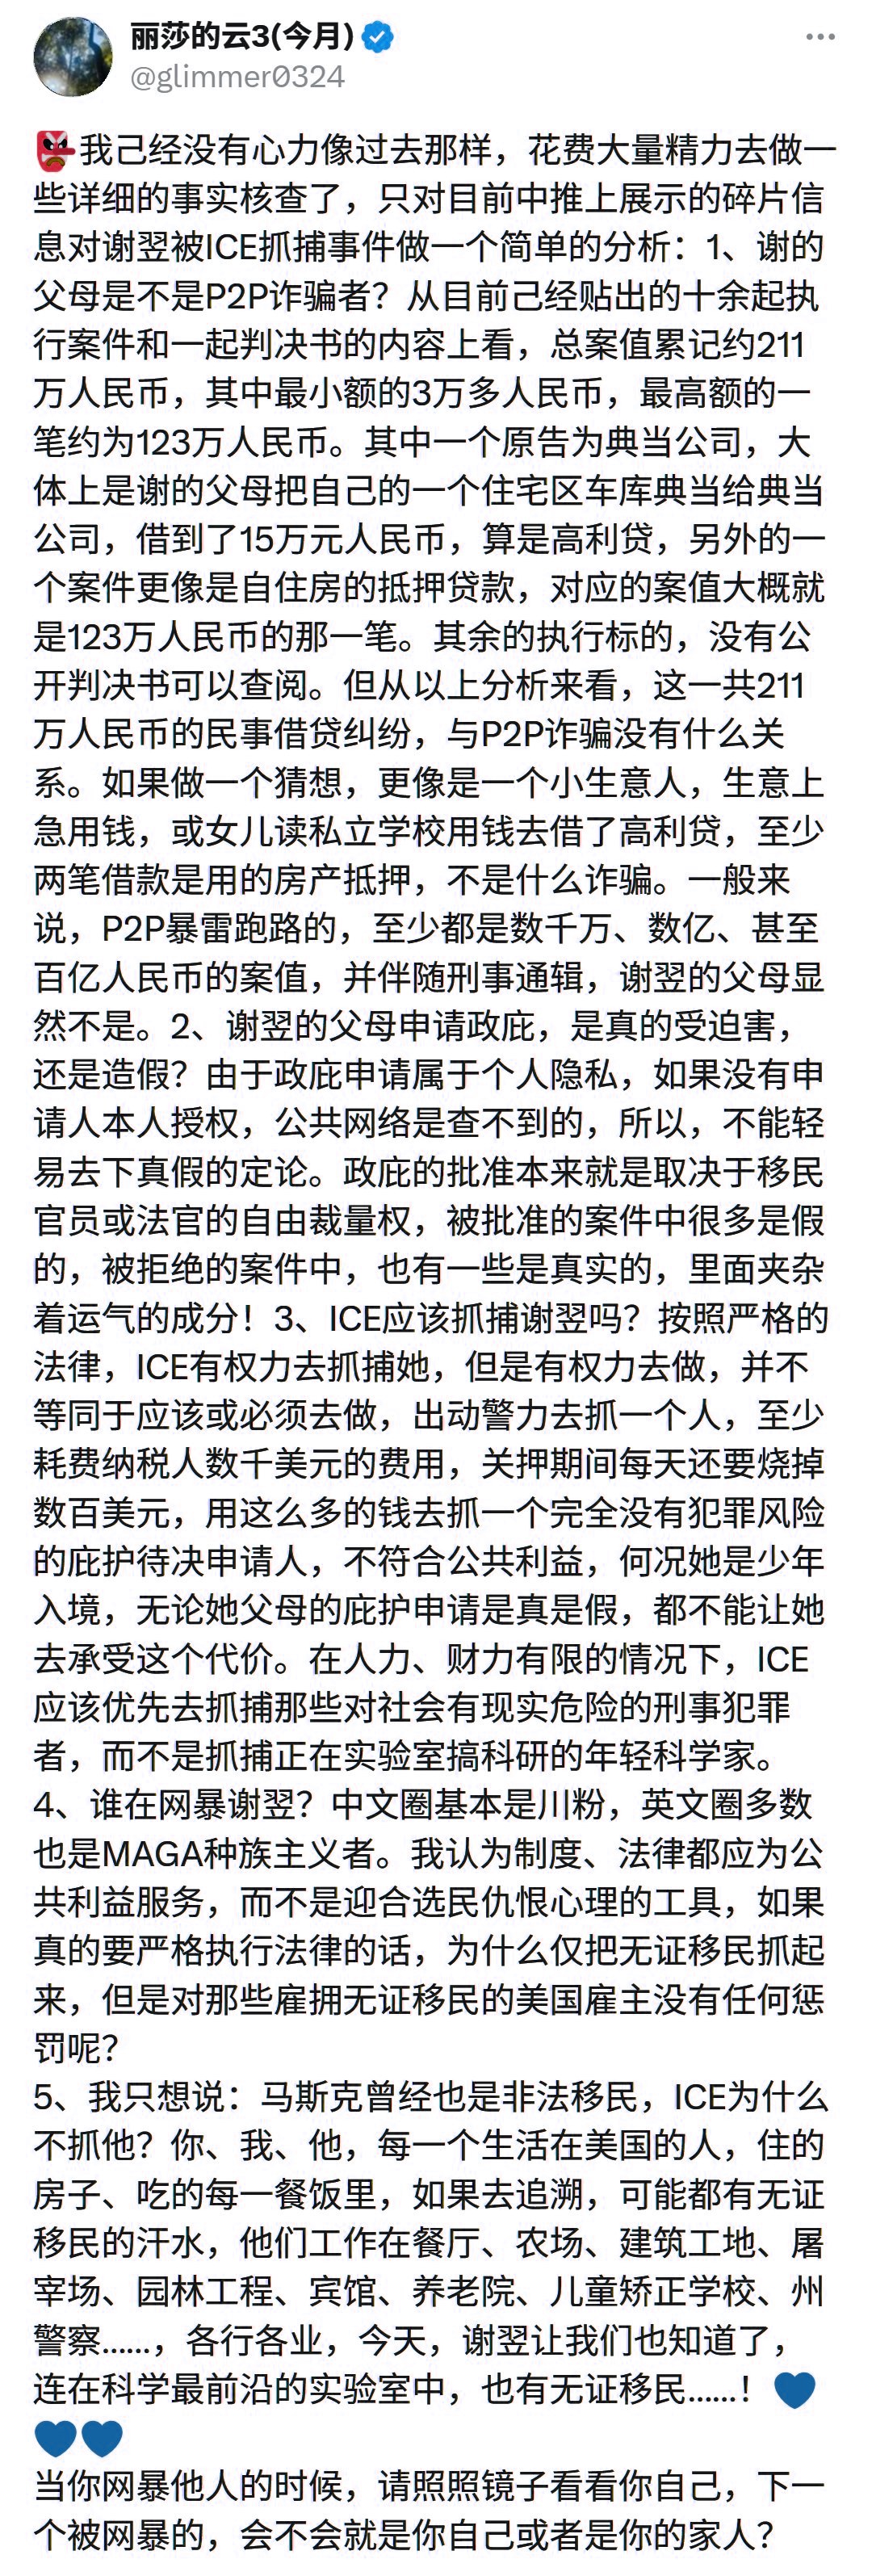 丽莎的云3(今月)
@glimmer0324
👺我己经没有心力像过去那样，花费大量精力去做一
些详细的事实核查了，只对目前中推上展示的碎片信
息对谢翌被ICE抓捕事件做一个简单的分析：1、谢的
父母是不是P2P诈骗者？从目前己经贴出的十余起执
行案件和一起判决书的内容上看，总案值累记约211
万人民币，其中最小额的3万多人民币，最高额的一
笔约为123万人民币。其中一个原告为典当公司，大
体上是谢的父母把自己的一个住宅区车库典当给典当
公司，借到了15万元人民币，算是高利贷，另外的一
个案件更像是自住房的抵押贷款，对应的案值大概就
是123万人民币的那一笔。其余的执行标的，没有公
开判决书可以查阅。但从以上分析来看，这一共211
万人民币的民事借贷纠纷，与P2P诈骗没有什么关
系。如果做一个猜想，更像是一个小生意人，生意上
急用钱，或女儿读私立学校用钱去借了高利贷，至少
两笔借款是用的房产抵押，不是什么诈骗。一般来
说，P2P暴雷跑路的，至少都是数千万、数亿、甚至
百亿人民币的案值，并伴随刑事通辑，谢翌的父母显
然不是。2、谢翌的父母申请政庇，是真的受迫害，
还是造假？由于政庇申请属于个人隐私，如果没有申
请人本人授权，公共网络是查不到的，所以，不能轻
易去下真假的定论。政庇的批准本来就是取决于移民
官员或法官的自由裁量权，被批准的案件中很多是假
的，被拒绝的案件中，也有一些是真实的，里面夹杂
着运气的成分！3、ICE应该抓捕谢翌吗？按照严格的
法律，ICE有权力去抓捕她，但是有权力去做，并不
等同于应该或必须去做，出动警力去抓一个人，至少
耗费纳税人数千美元的费用，关押期间每天还要烧掉
数百美元，用这么多的钱去抓一个完全没有犯罪风险
的庇护待决申请人，不符合公共利益，何况她是少年
入境，无论她父母的庇护申请是真是假，都不能让她
去承受这个代价。在人力、财力有限的情况下，ICE
应该优先去抓捕那些对社会有现实危险的刑事犯罪
者，而不是抓捕正在实验室搞科研的年轻科学家。
4、谁在网暴谢翌？中文圈基本是川粉，英文圈多数
也是MAGA种族主义者。我认为制度、法律都应为公
共利益服务，而不是迎合选民仇恨心理的工具，如果
真的要严格执行法律的话，为什么仅把无证移民抓起
来，但是对那些雇拥无证移民的美国雇主没有任何惩
罚呢？
5、我只想说：马斯克曾经也是非法移民，ICE为什么
不抓他？你、我、他，每一个生活在美国的人，住的
房子、吃的每一餐饭里，如果去追溯，可能都有无证
移民的汗水，他们工作在餐厅、农场、建筑工地、屠
宰场、园林工程、宾馆、养老院、儿童矫正学校、州
警察……，各行各业，今天，谢翌让我们也知道了，
连在科学最前沿的实验室中，也有无证移民……！💙
💙💙
当你网暴他人的时候，请照照镜子看看你自己，下一
个被网暴的，会不会就是你自己或者是你的家人？